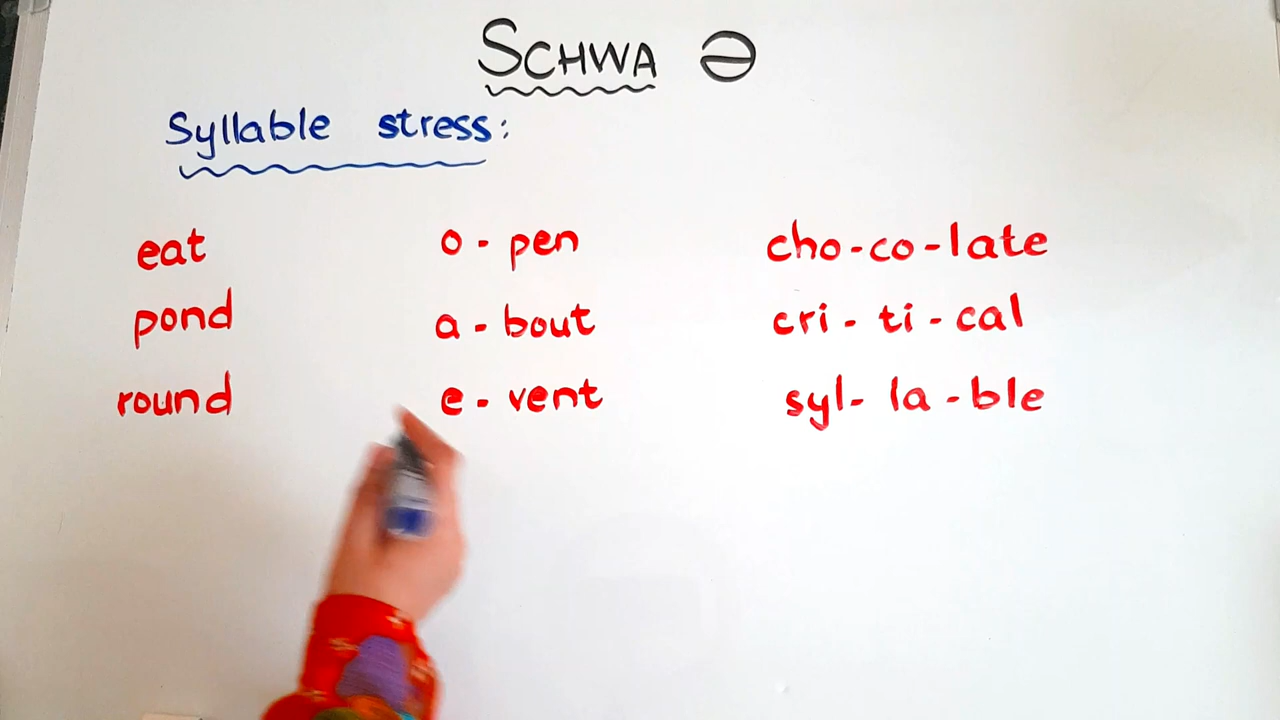 SCHWA Ə
Syllable stress:
eat o - pen cho - co - late
pond a - bout cri - ti - cal
round e - vent syl - la - ble